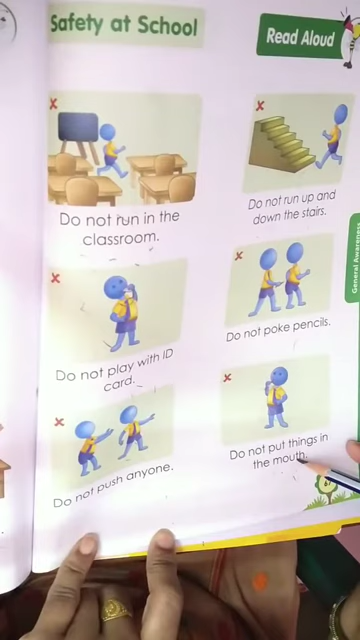 Safety at School
Read Aloud
Do not run in the
classroom.
Do not run up and
down the stairs.
Do not play with ID
card.
Do not poke pencils.
Do not push anyone.
Do not put things in
the mouth.
General Awareness